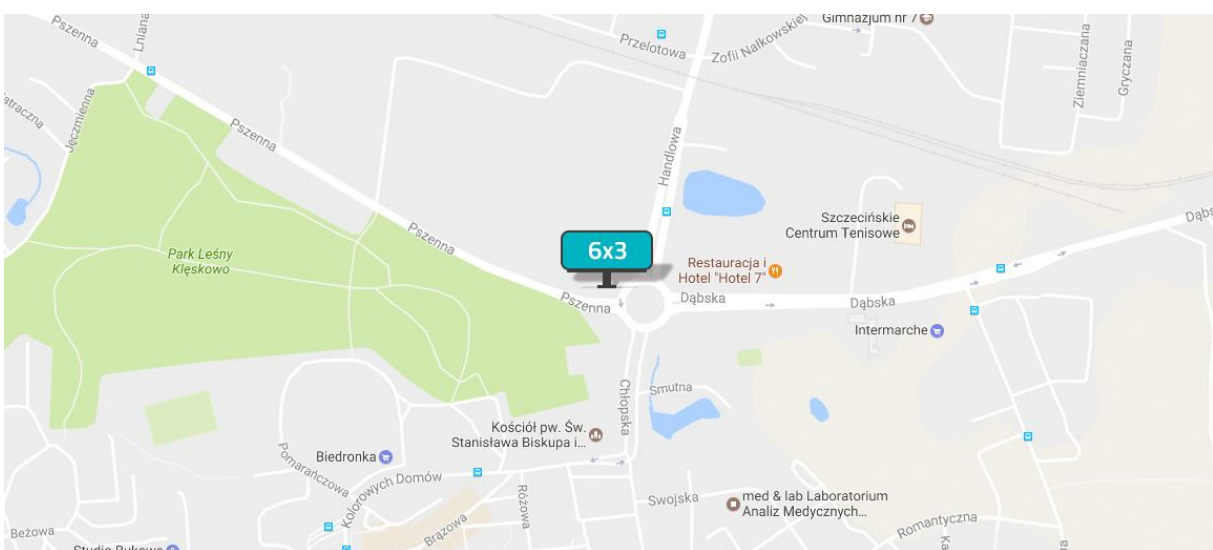 Gimnazjum nr 7
Pszenna
Lniana
Przelotowa
Zofii Nałkowskiej
Ziemniaczana
Gryczana
Jęczmienna
Pszenna
Handlowa
Szczecińskie
Centrum Tenisowe
Park Leśny
Klęskowo
Pszenna
6x3
Restauracja i
Hotel "Hotel 7"
Pszenna
Dąbska
Dąbska
Intermarche
Chłopska
Smutna
Kościół pw. Św.
Stanisława Biskupa i...
Biedronka
Pomarańczowa
Kolorowych Domów
Różowa
Swojska
med & lab Laboratorium
Analiz Medycznych...
Beżowa
Brązowa
Romantyczna